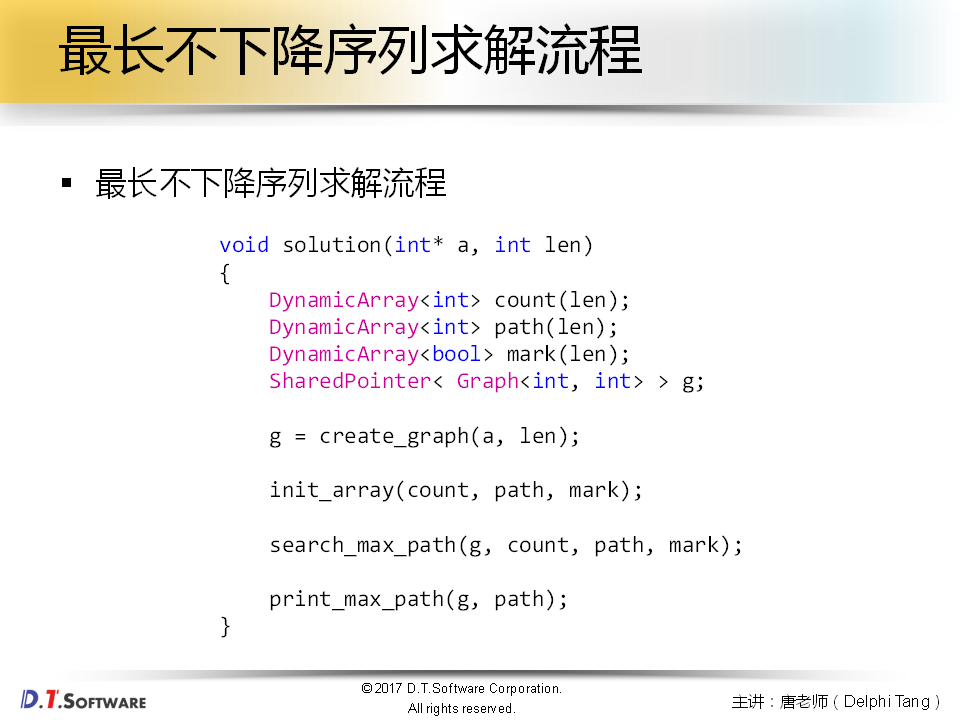 最长不下降序列求解流程
▪ 最长不下降序列求解流程
void solution(int* a, int len)
{
    DynamicArray<int> count(len);
    DynamicArray<int> path(len);
    DynamicArray<bool> mark(len);
    SharedPointer< Graph<int, int> > g;
    g = create_graph(a, len);
    init_array(count, path, mark);
    search_max_path(g, count, path, mark);
    print_max_path(g, path);
}
D.T.SOFTWARE
©2017 D.T.Software Corporation.
All rights reserved.
主讲：唐老师（Delphi Tang）